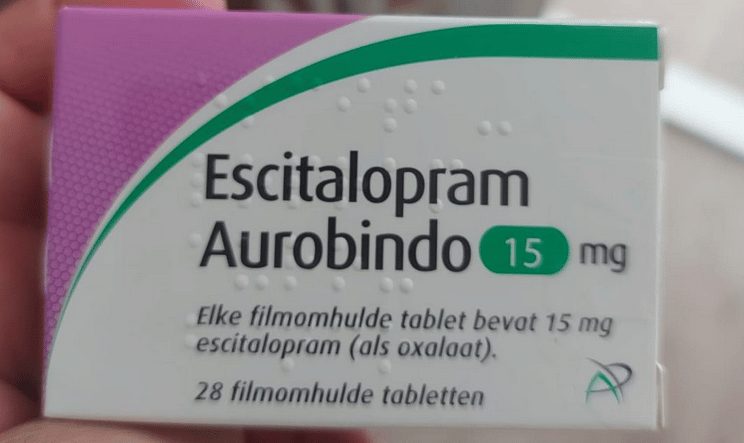 Escitalopram
Aurobindo 15 mg
Elke filmomhulde tablet bevat 15 mg
escitalopram (als oxalaat).
28 filmomhulde tabletten